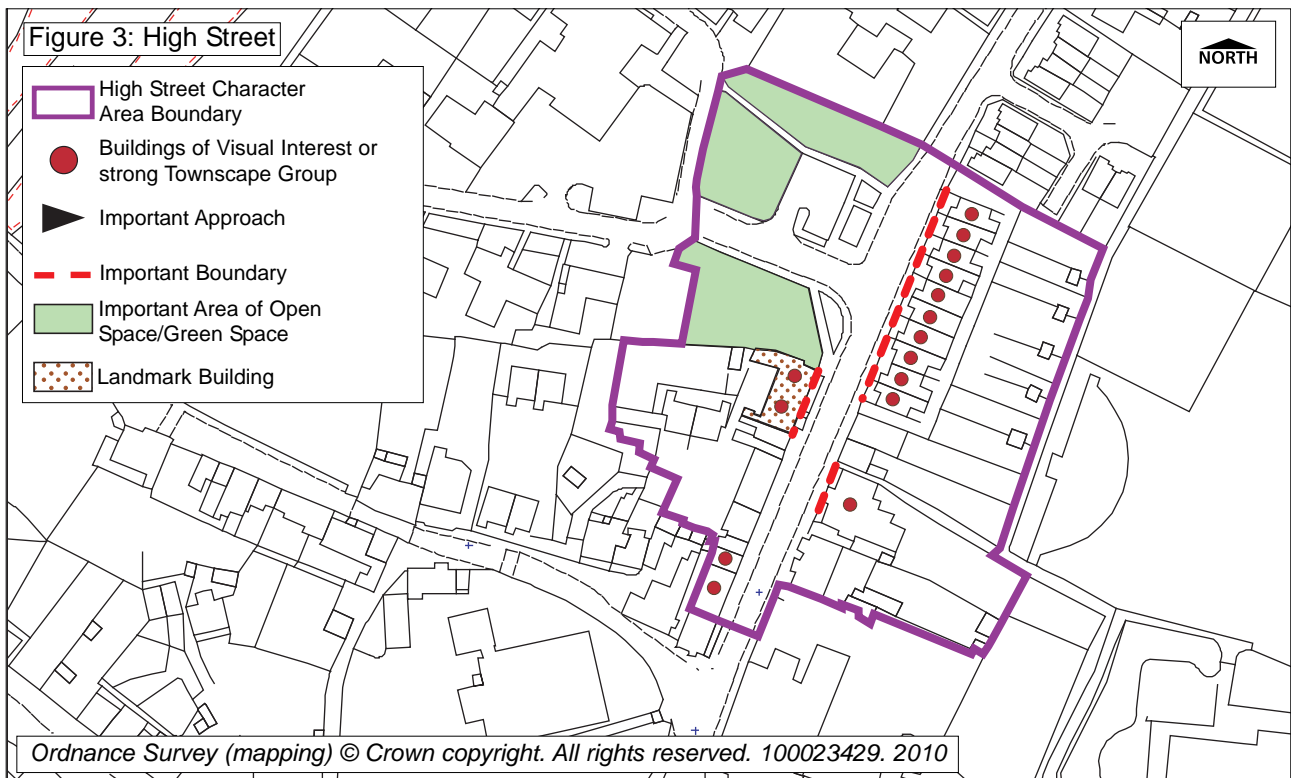 Figure 3: High Street
NORTH
High Street Character
Area Boundary
Buildings of Visual Interest or
strong Townscape Group
Important Approach
Important Boundary
Important Area of Open
Space/Green Space
Landmark Building
Ordnance Survey (mapping) © Crown copyright. All rights reserved. 100023429. 2010